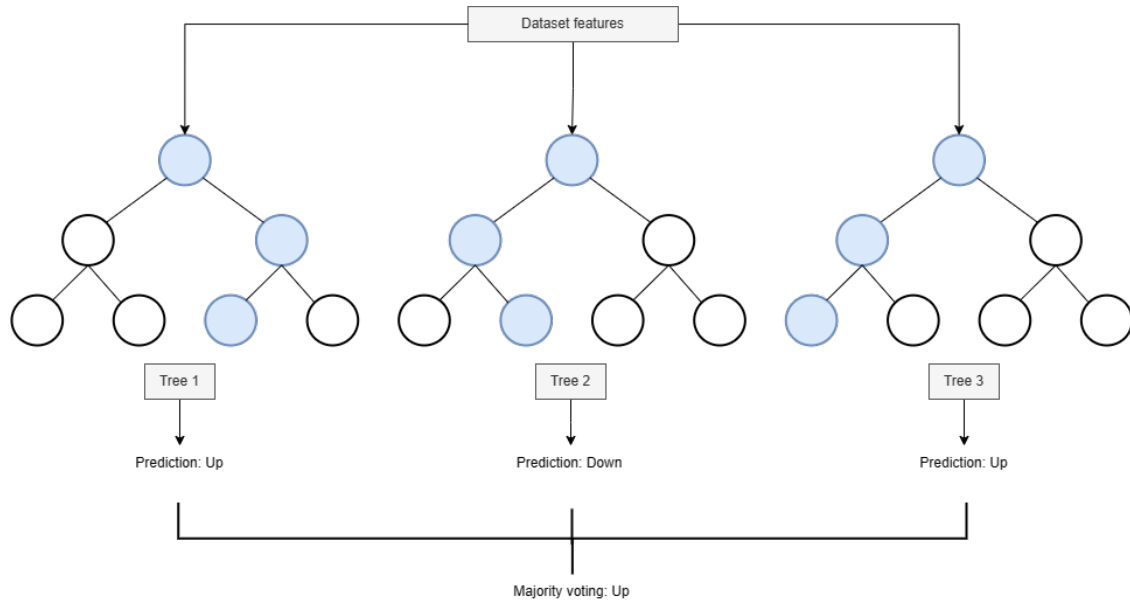 Dataset features
Tree 1
Tree 2
Tree 3
Prediction: Up
Prediction: Down
Prediction: Up
Majority voting: Up